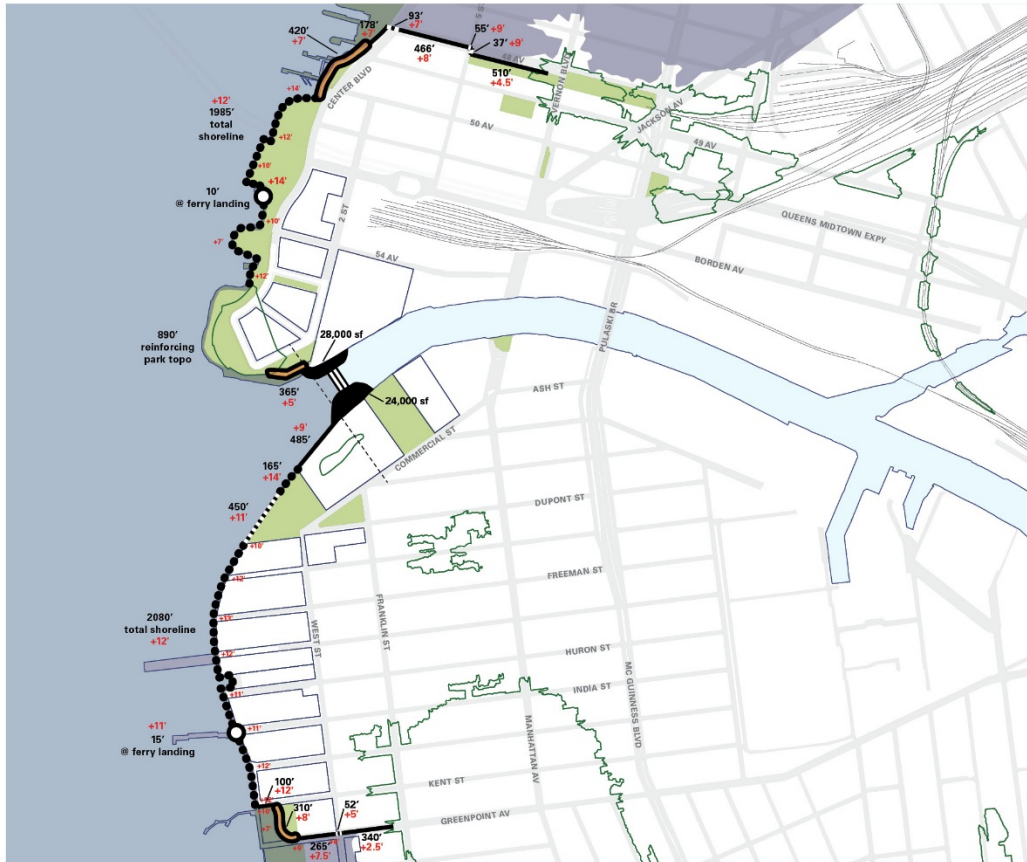 178'
+7'
93'
+7'
420'
+7'
55' +9'
37' +9'
466'
+8'
48 AV
510'
+4.5'
VERNON BLVD
CENTER BLVD
JACKSON AV
+14'
+12'
1985'
total
shoreline
50 AV
49 AV
+12'
+10'
+14'
10'
@ ferry landing
+10'
2 ST
QUEENS MIDTOWN EXPY
+7'
54 AV
BORDEN AV
+12'
PULASKI BR
890'
reinforcing
park topo
28,000 sf
365'
+5'
24,000 sf
ASH ST
+9'
485'
COMMERCIAL ST
165'
+14'
450'
+11'
DUPONT ST
+10'
FREEMAN ST
+12'
FRANKLIN ST
2080'
total shoreline
+12'
WEST ST
+12'
HURON ST
MC GUINNESS BLVD
INDIA ST
+11'
+11'
15'
@ ferry landing
+11'
MANHATTAN AV
+12'
KENT ST
100'
+12'
310'
+8'
52'
+5'
GREENPOINT AV
+7'
265'
+7.5'
340'
+2.5'